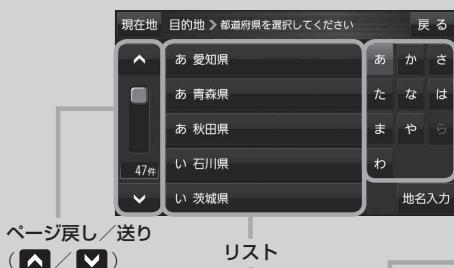 現在地 目的地 > 都道府県を選択してください 戻る
あ 愛知県 あ か さ
あ 青森県 た な は
あ 秋田県 ま や ら
47件 い 石川県 わ
い 茨城県 地名入力
ページ戻し/送り
(∧/∨)
リスト